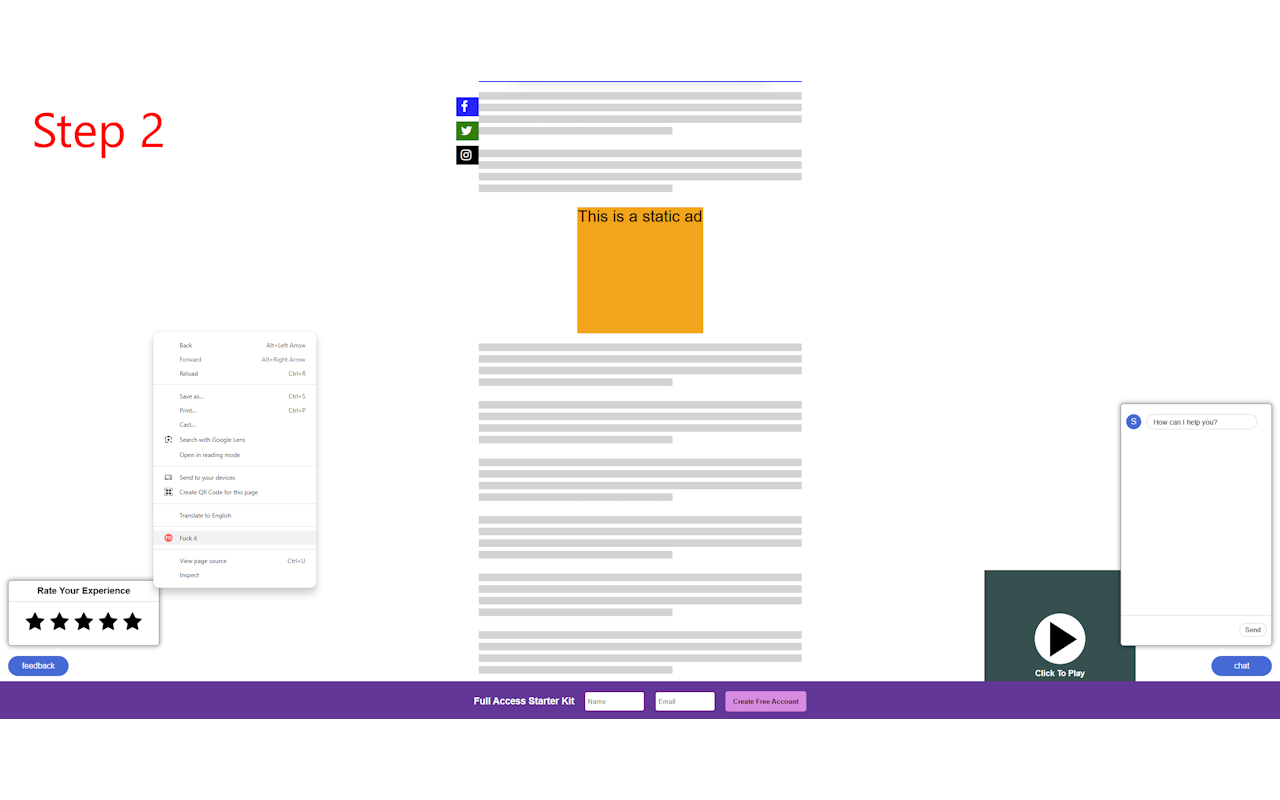 Step 2
This is a static ad
Back Alt+Left Arrow
Forward Alt+Right Arrow
Reload Ctrl+R
Save as... Ctrl+S
Print... Ctrl+P
Cast...
Search with Google Lens
Open in reading mode
Send to your devices
Create QR Code for this page
Translate to English
Fuck it
View page source Ctrl+U
Inspect
Rate Your Experience
feedback
S How can I help you?
Send
Click To Play
chat
Full Access Starter Kit Name Email Create Free Account